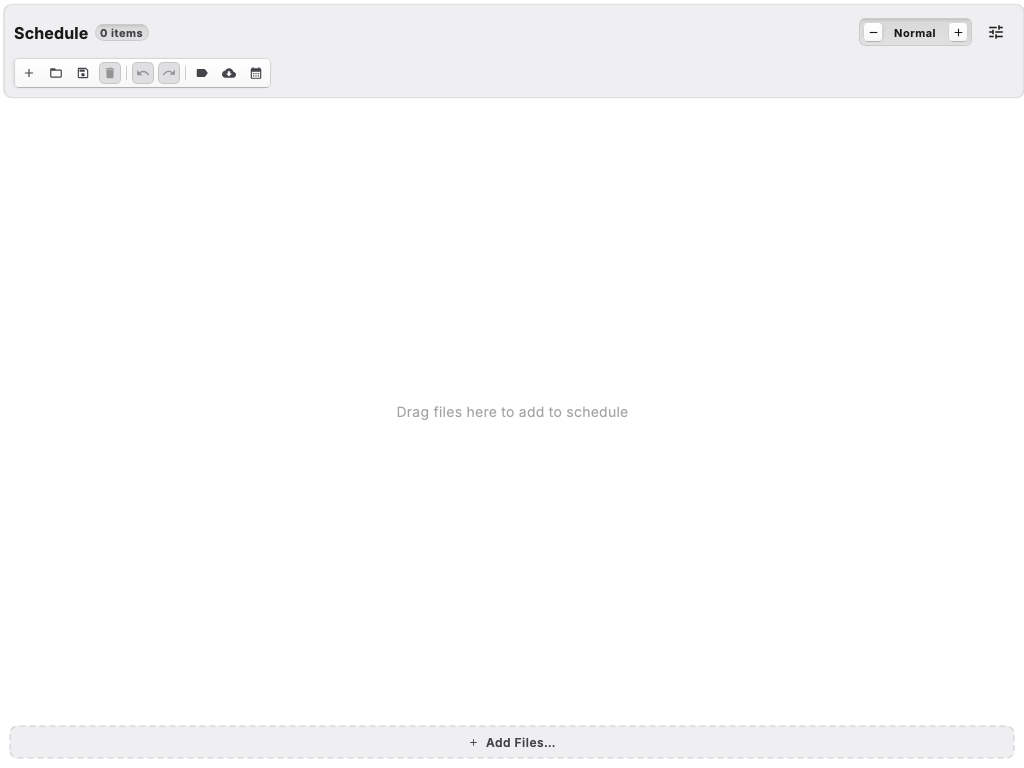 Schedule
0 items
Normal
Drag files here to add to schedule
Add Files...